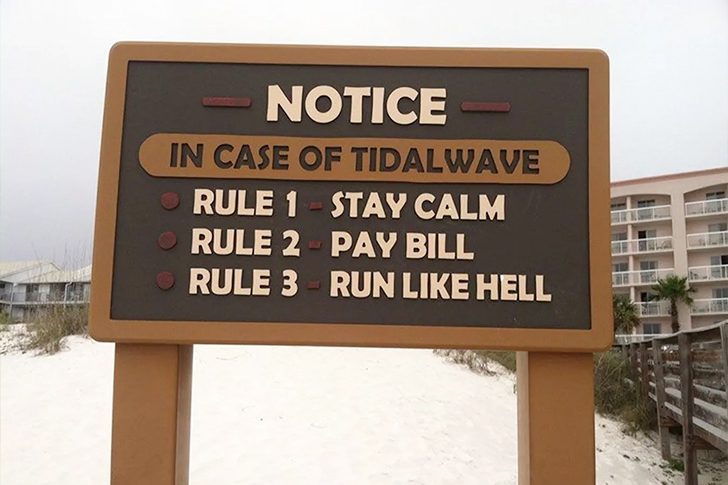 NOTICE
IN CASE OF TIDALWAVE
RULE 1 - STAY CALM
RULE 2 - PAY BILL
RULE 3 - RUN LIKE HELL